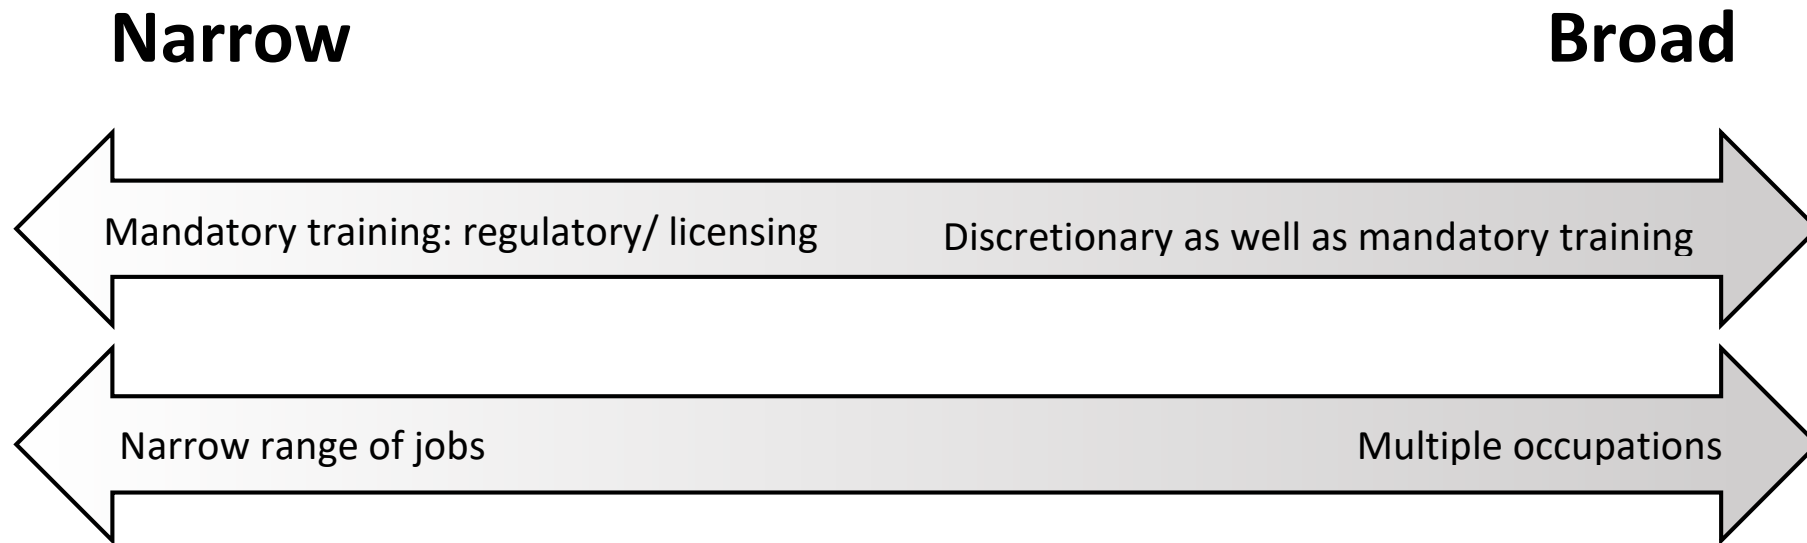 Narrow
Broad
Mandatory training: regulatory/ licensing
Discretionary as well as mandatory training
Narrow range of jobs
Multiple occupations